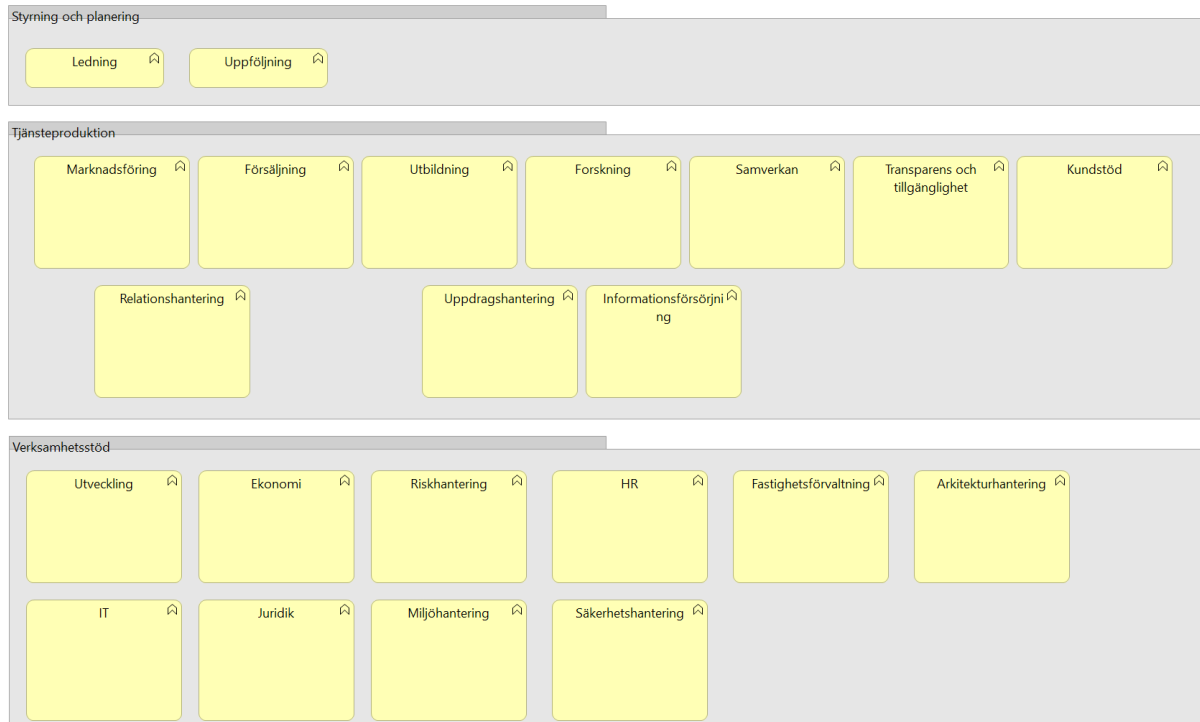 Styrning och planering
Ledning
Uppföljning
Tjänsteproduktion
Marknadsföring
Försäljning
Utbildning
Forskning
Samverkan
Transparens och
tillgänglighet
Kundstöd
Relationshantering
Uppdragshantering
Informationsförsörjni
ng
Verksamhetsstöd
Utveckling
Ekonomi
Riskhantering
HR
Fastighetsförvaltning
Arkitekturhantering
IT
Juridik
Miljöhantering
Säkerhetshantering